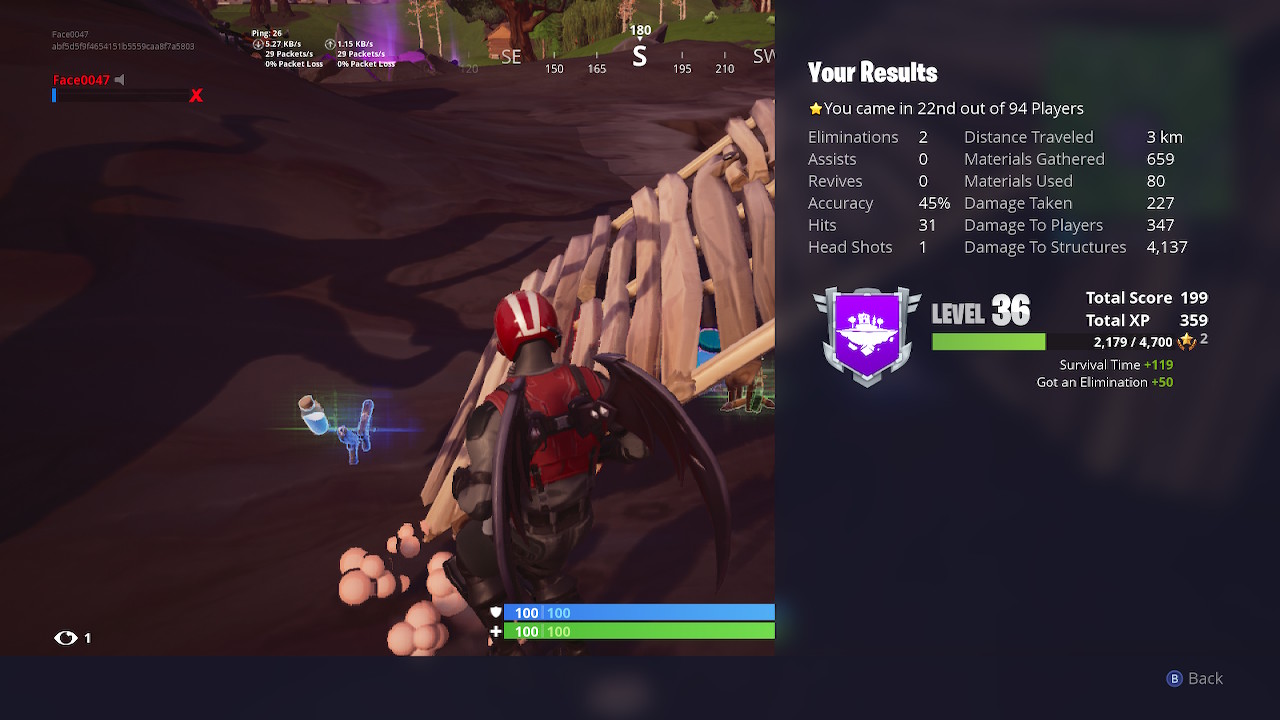 Face0047
abf5d5f9f4654151b5559caa8f7a5803
Face0047
X
Ping: 26
5.27 KB/s 1.15 KB/s
29 Packets/s 29 Packets/s
0% Packet Loss 0% Packet Loss
180
120 SE 150 165 S 195 210 SW
100 100
100 100
1
Your Results
You came in 22nd out of 94 Players
Eliminations 2 Distance Traveled 3 km
Assists 0 Materials Gathered 659
Revives 0 Materials Used 80
Accuracy 45% Damage Taken 227
Hits 31 Damage To Players 347
Head Shots 1 Damage To Structures 4,137
LEVEL 36
Total Score 199
Total XP 359
2,179 / 4,700 2
Survival Time +119
Got an Elimination +50
B Back